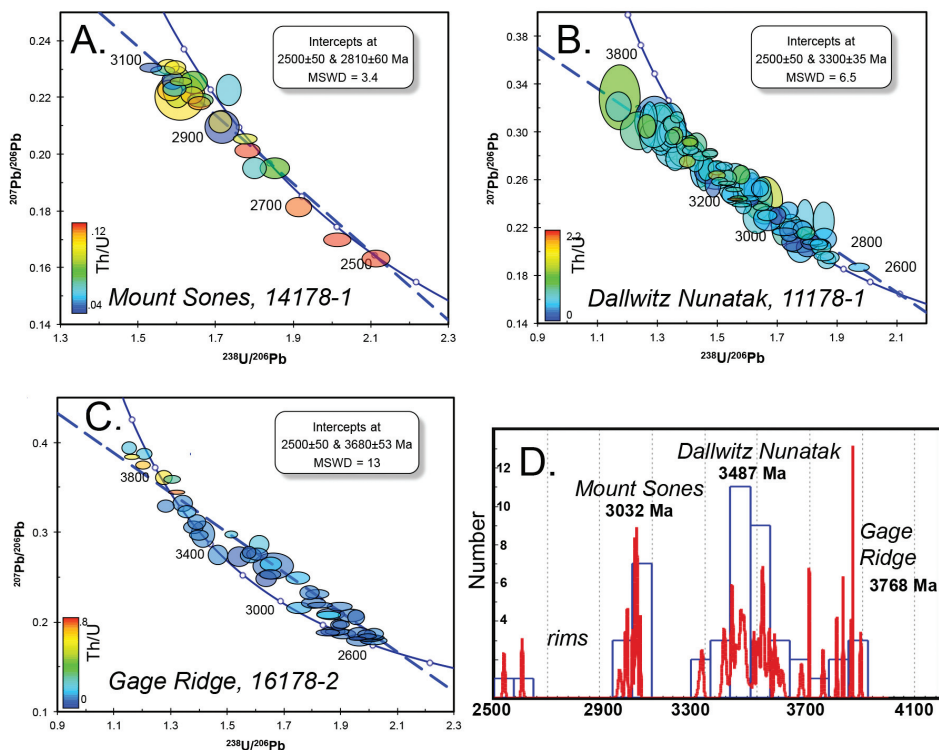 A.
Intercepts at
2500±50 & 2810±60 Ma
MSWD = 3.4
0.24
0.22
0.20
0.18
0.16
0.14
207Pb/206Pb
3100
2900
2700
2500
.12
Th/U
.04
Mount Sones, 14178-1
1.3 1.5 1.7 1.9 2.1 2.3
238U/206Pb
B.
Intercepts at
2500±50 & 3300±35 Ma
MSWD = 6.5
0.38
0.34
0.30
0.26
0.22
0.18
0.14
207Pb/206Pb
3800
3200
3000
2800
2600
2.2
Th/U
0
Dallwitz Nunatak, 11178-1
0.9 1.1 1.3 1.5 1.7 1.9 2.1
238U/206Pb
C.
Intercepts at
2500±50 & 3680±53 Ma
MSWD = 13
0.4
0.3
0.2
0.1
207Pb/206Pb
3800
3400
3000
2600
.8
Th/U
0
Gage Ridge, 16178-2
0.9 1.1 1.3 1.5 1.7 1.9 2.1 2.3
238U/206Pb
D.
Dallwitz Nunatak
3487 Ma
Mount Sones
3032 Ma
Gage
Ridge
3768 Ma
rims
12
10
8
6
4
Number
2500 2900 3300 3700 4100